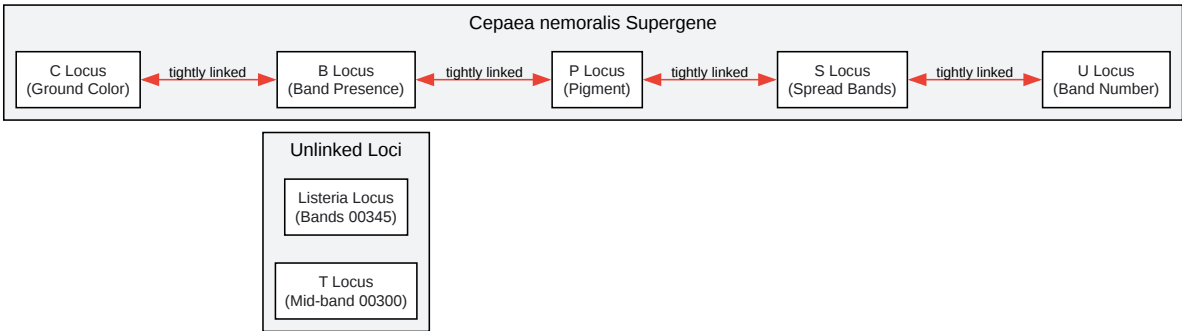 Cepaea nemoralis Supergene
C Locus
(Ground Color)
tightly linked
B Locus
(Band Presence)
tightly linked
P Locus
(Pigment)
tightly linked
S Locus
(Spread Bands)
tightly linked
U Locus
(Band Number)
Unlinked Loci
Listeria Locus
(Bands 00345)
T Locus
(Mid-band 00300)